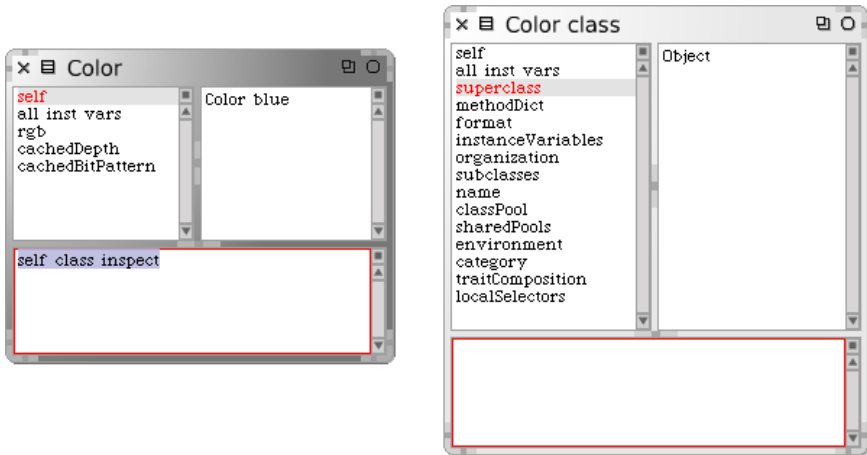 Color
self
all inst vars
rgb
cachedDepth
cachedBitPattern
Color blue
self class inspect
Color class
self
all inst vars
superclass
methodDict
format
instanceVariables
organization
subclasses
name
classPool
sharedPools
environment
category
traitComposition
localSelectors
Object